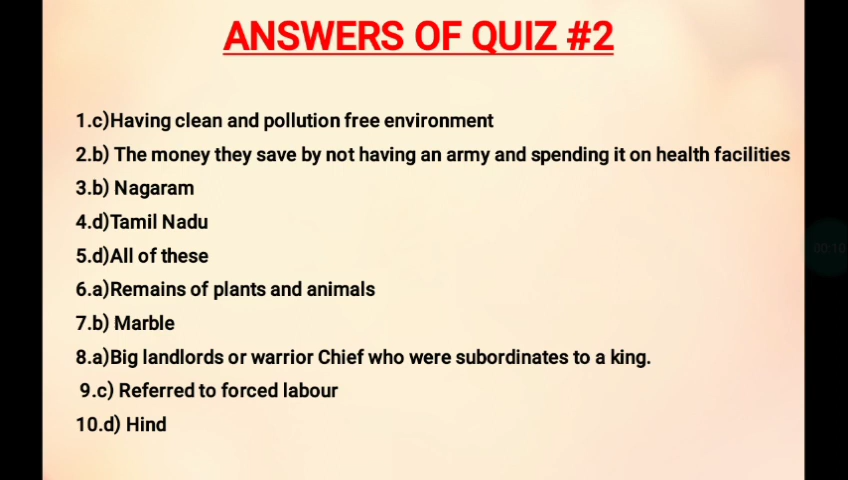 ANSWERS OF QUIZ #2
1.c)Having clean and pollution free environment
2.b) The money they save by not having an army and spending it on health facilities
3.b) Nagaram
4.d)Tamil Nadu
5.d)All of these
6.a)Remains of plants and animals
7.b) Marble
8.a)Big landlords or warrior Chief who were subordinates to a king.
9.c) Referred to forced labour
10.d) Hind
00:10